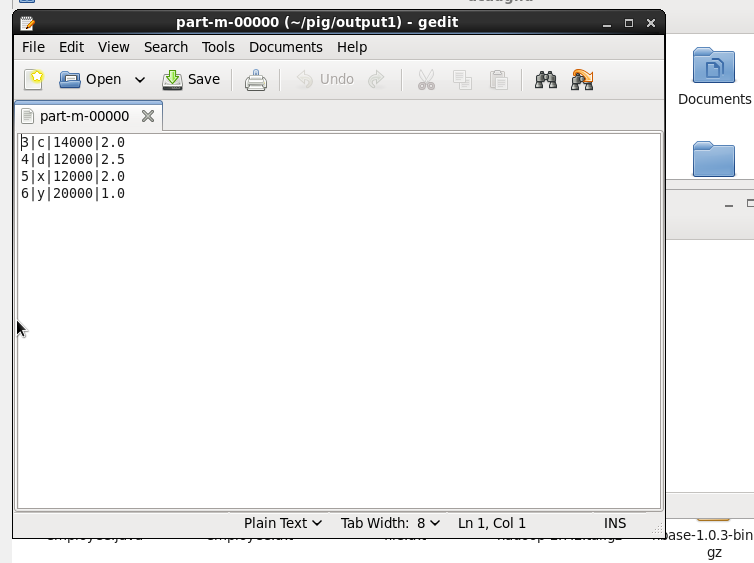 part-m-00000 (~/pig/output1) - gedit
File Edit View Search Tools Documents Help
Open Save Undo
part-m-00000
3|c|14000|2.0
4|d|12000|2.5
5|x|12000|2.0
6|y|20000|1.0
Plain Text Tab Width: 8 Ln 1, Col 1 INS
Documents
base-1.0.3-bin
gz